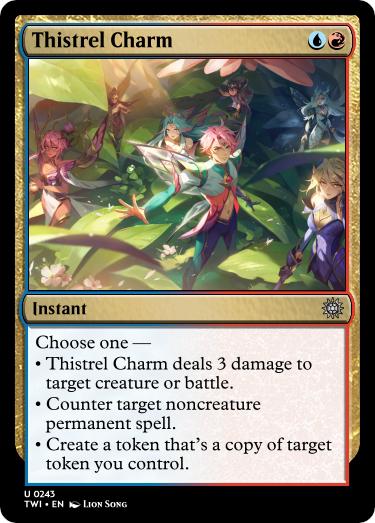 Thistrel Charm
Instant
Choose one —
• Thistrel Charm deals 3 damage to
target creature or battle.
• Counter target noncreature
permanent spell.
• Create a token that's a copy of target
token you control.
U 0243
TWI • EN Lion Song